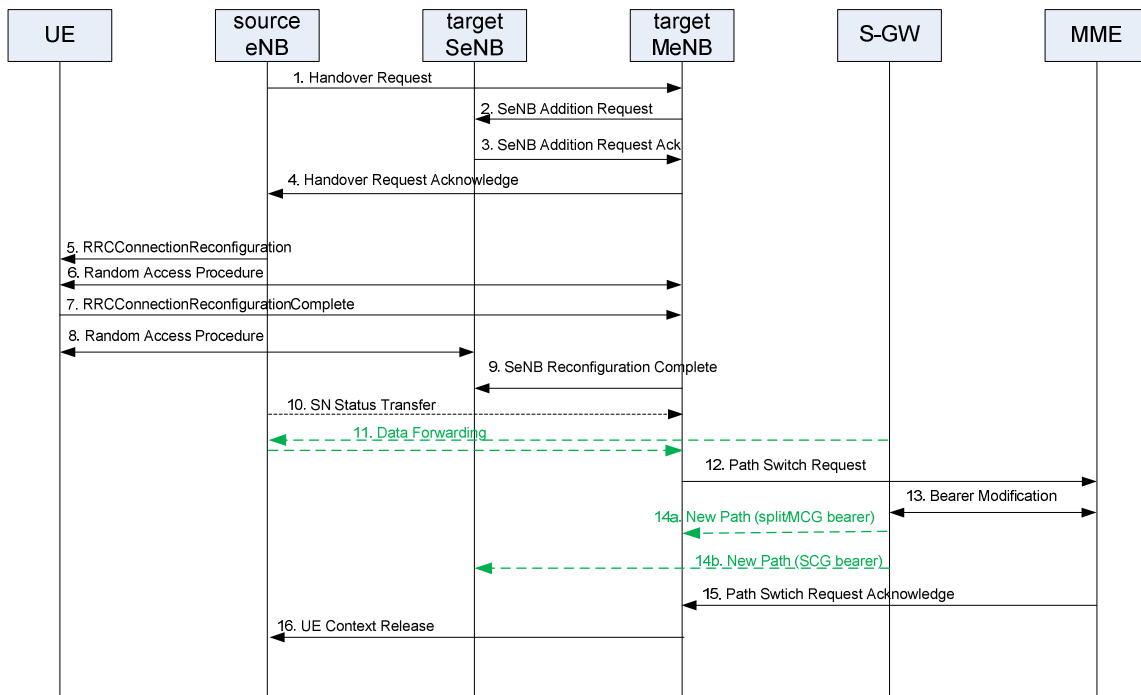 UE
source
eNB
target
SeNB
target
MeNB
S-GW
MME
1. Handover Request
2. SeNB Addition Request
3. SeNB Addition Request Ack
4. Handover Request Acknowledge
5. RRCConnectionReconfiguration
6. Random Access Procedure
7. RRCConnectionReconfigurationComplete
8. Random Access Procedure
9. SeNB Reconfiguration Complete
10. SN Status Transfer
11. Data Forwarding
12. Path Switch Request
13. Bearer Modification
14a. New Path (split/MCG bearer)
14b. New Path (SCG bearer)
15. Path Swtich Request Acknowledge
16. UE Context Release